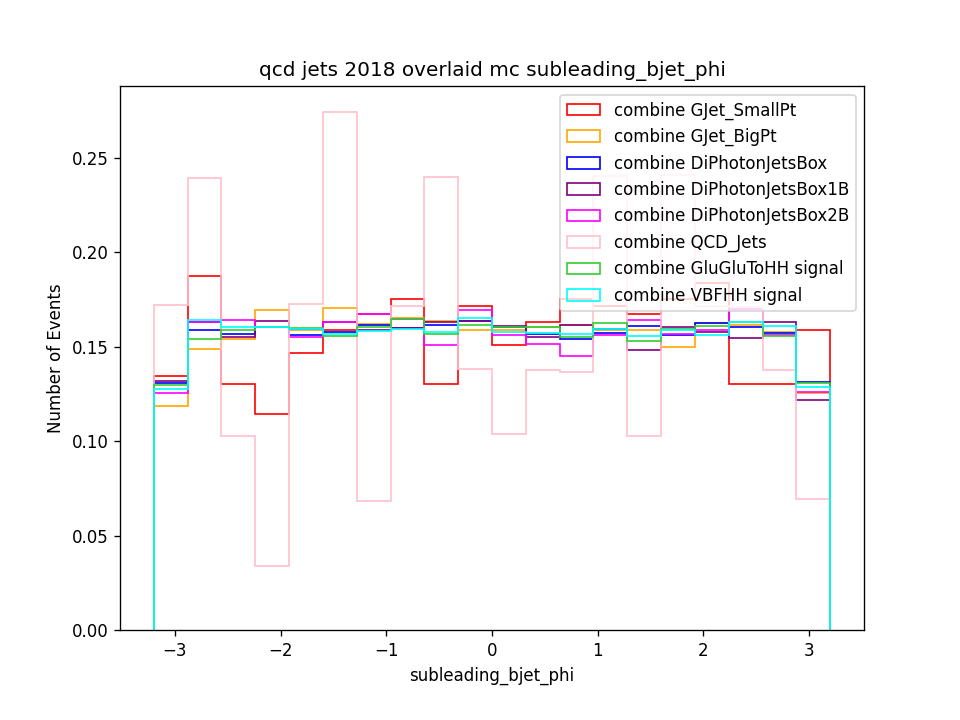 qcd jets 2018 overlaid mc subleading_bjet_phi
combine GJet_SmallPt
combine GJet_BigPt
combine DiPhotonJetsBox
combine DiPhotonJetsBox1B
combine DiPhotonJetsBox2B
combine QCD_Jets
combine GluGluToHH signal
combine VBFHH signal
Number of Events
0.25
0.20
0.15
0.10
0.05
0.00
−3 −2 −1 0 1 2 3
subleading_bjet_phi